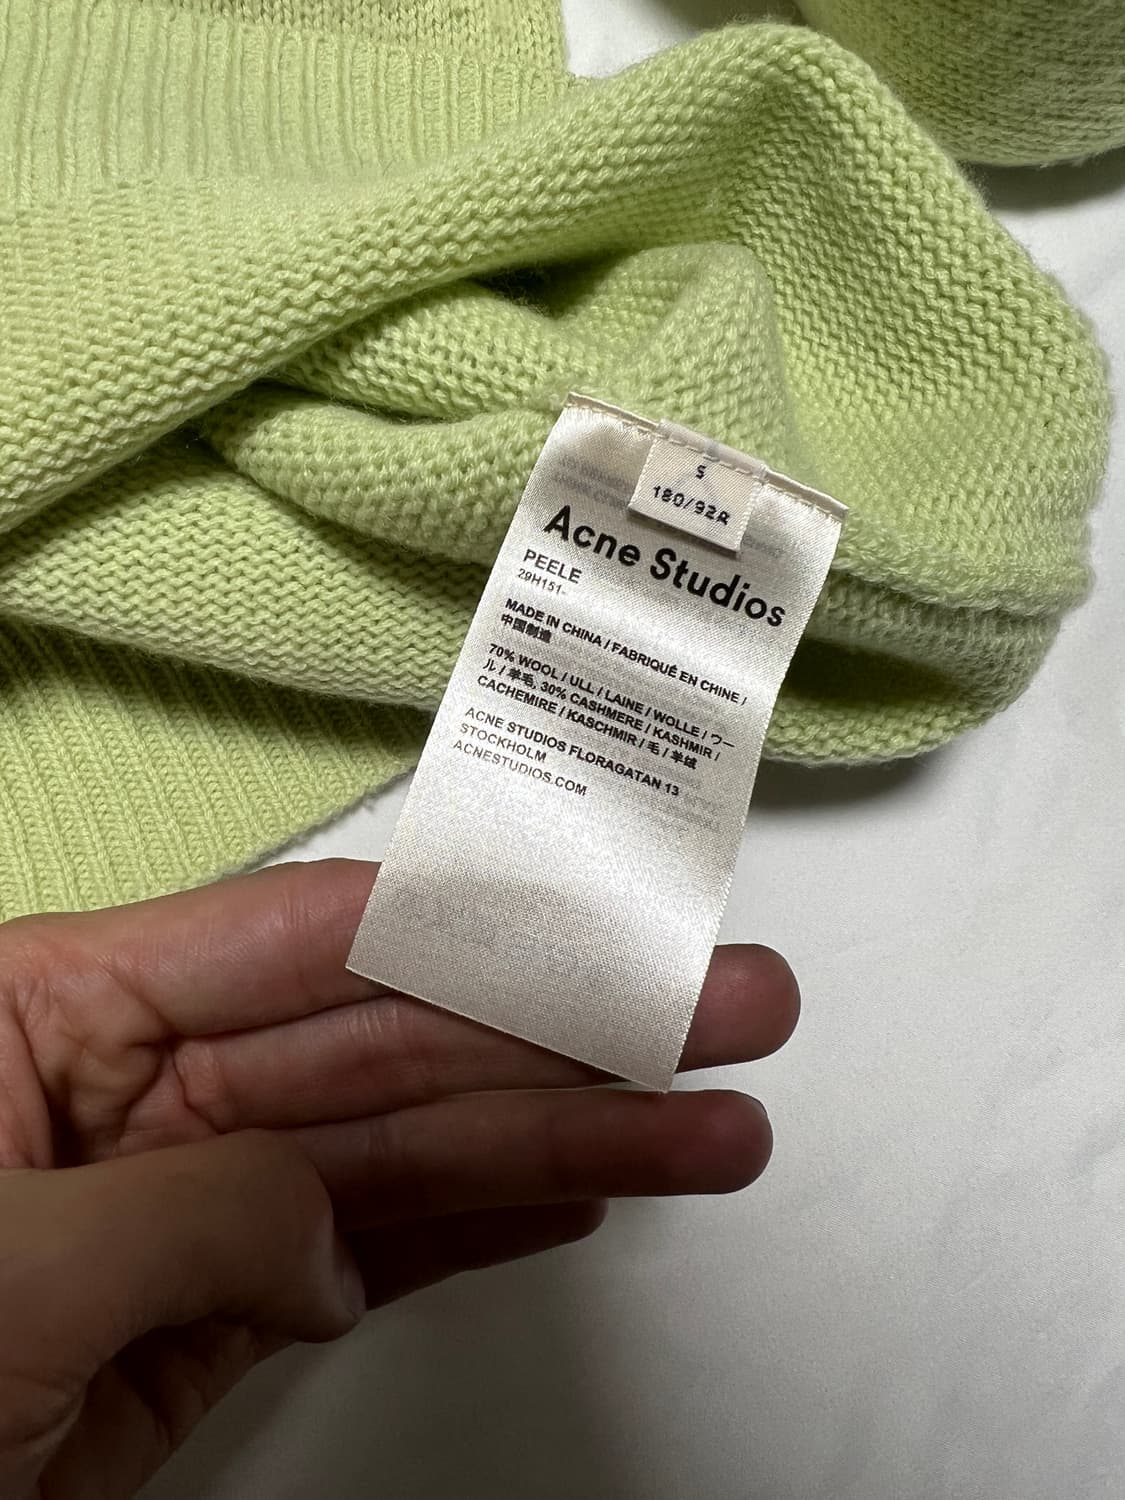 S
180/92R
Acne Studios
PEELE
29H151-
MADE IN CHINA / FABRIQUÉ EN CHINE /
中国制造
70% WOOL / ULL / LAINE / WOLLE / ウー
ル / 羊毛, 30% CASHMERE / KASHMIR /
CACHEMIRE / KASCHMIR / 毛 / 羊绒
ACNE STUDIOS FLORAGATAN 13
STOCKHOLM
ACNESTUDIOS.COM